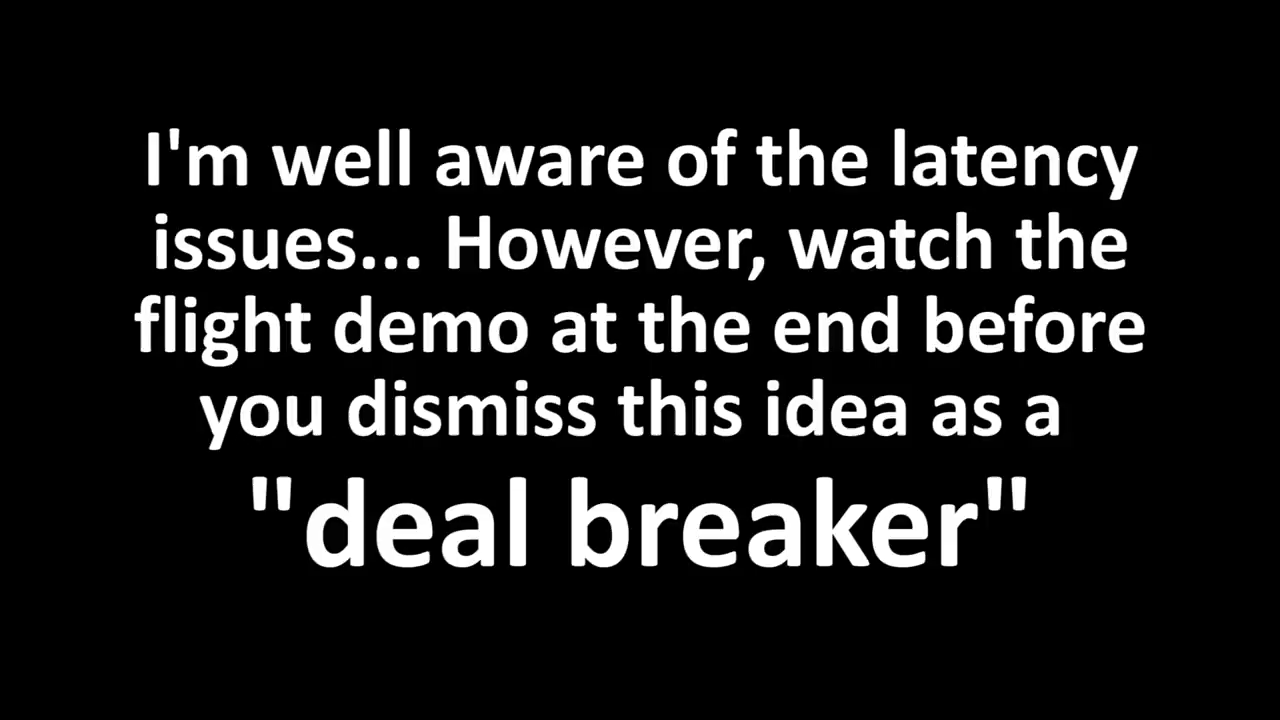 I'm well aware of the latency
issues... However, watch the
flight demo at the end before
you dismiss this idea as a
"deal breaker"